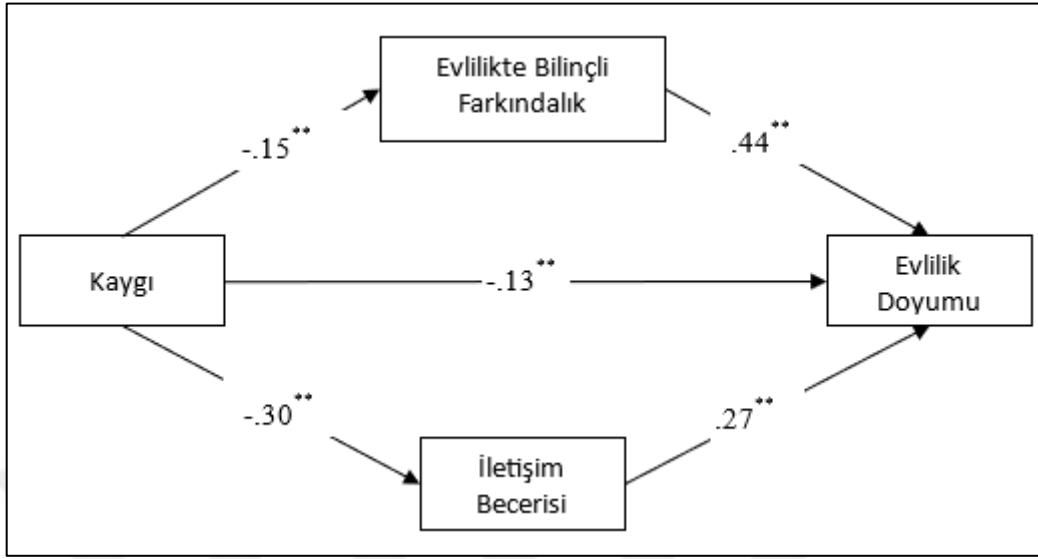 Evlilikte Bilinçli
Farkındalık
-.15**
.44**
Kaygı
-.13**
Evlilik
Doyumu
-.30**
.27**
İletişim
Becerisi